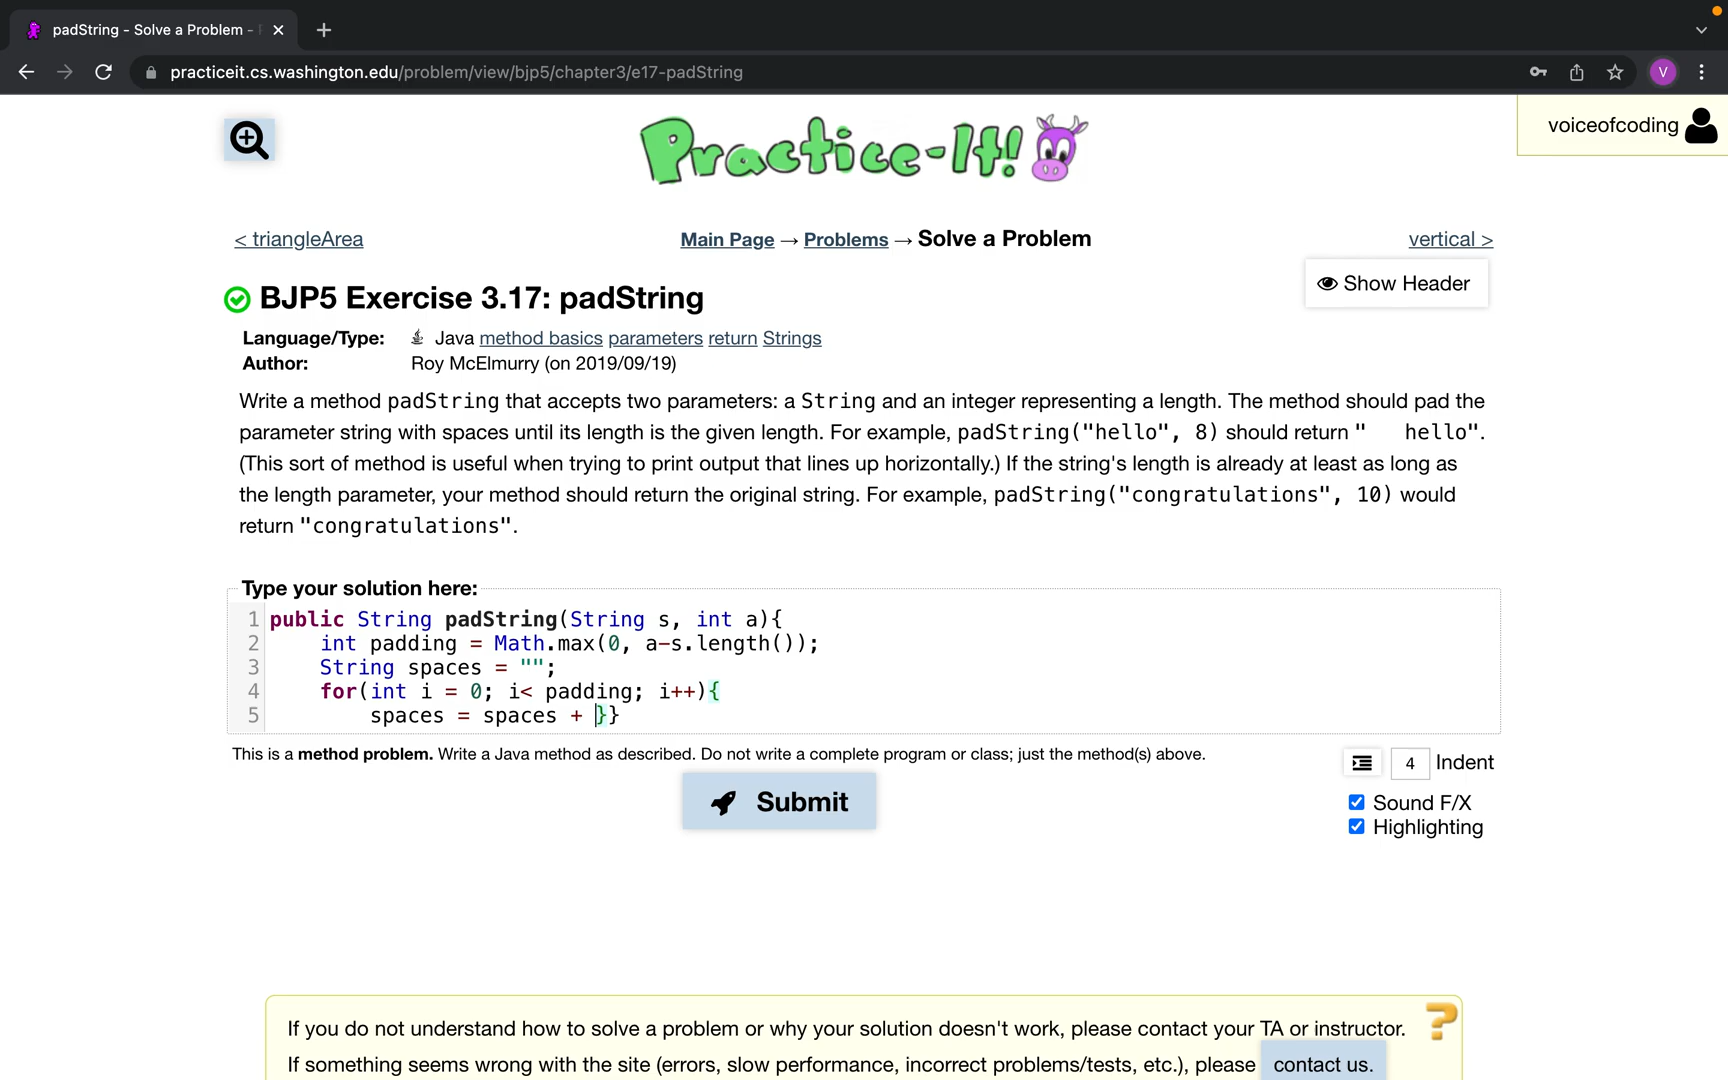 padString - Solve a Problem -
practiceit.cs.washington.edu/problem/view/bjp5/chapter3/e17-padString
V
Practice-It!
voiceofcoding
< triangleArea
Main Page → Problems → Solve a Problem
vertical >
Show Header
BJP5 Exercise 3.17: padString
Language/Type: Java method basics parameters return Strings
Author: Roy McElmurry (on 2019/09/19)
Write a method padString that accepts two parameters: a String and an integer representing a length. The method should pad the
parameter string with spaces until its length is the given length. For example, padString("hello", 8) should return "   hello".
(This sort of method is useful when trying to print output that lines up horizontally.) If the string's length is already at least as long as
the length parameter, your method should return the original string. For example, padString("congratulations", 10) would
return "congratulations".
Type your solution here:
1 public String padString(String s, int a){
2     int padding = Math.max(0, a-s.length());
3     String spaces = "";
4     for(int i = 0; i< padding; i++){
5         spaces = spaces + }}
This is a method problem. Write a Java method as described. Do not write a complete program or class; just the method(s) above.
4 Indent
Submit
Sound F/X
Highlighting
If you do not understand how to solve a problem or why your solution doesn't work, please contact your TA or instructor.
If something seems wrong with the site (errors, slow performance, incorrect problems/tests, etc.), please contact us.